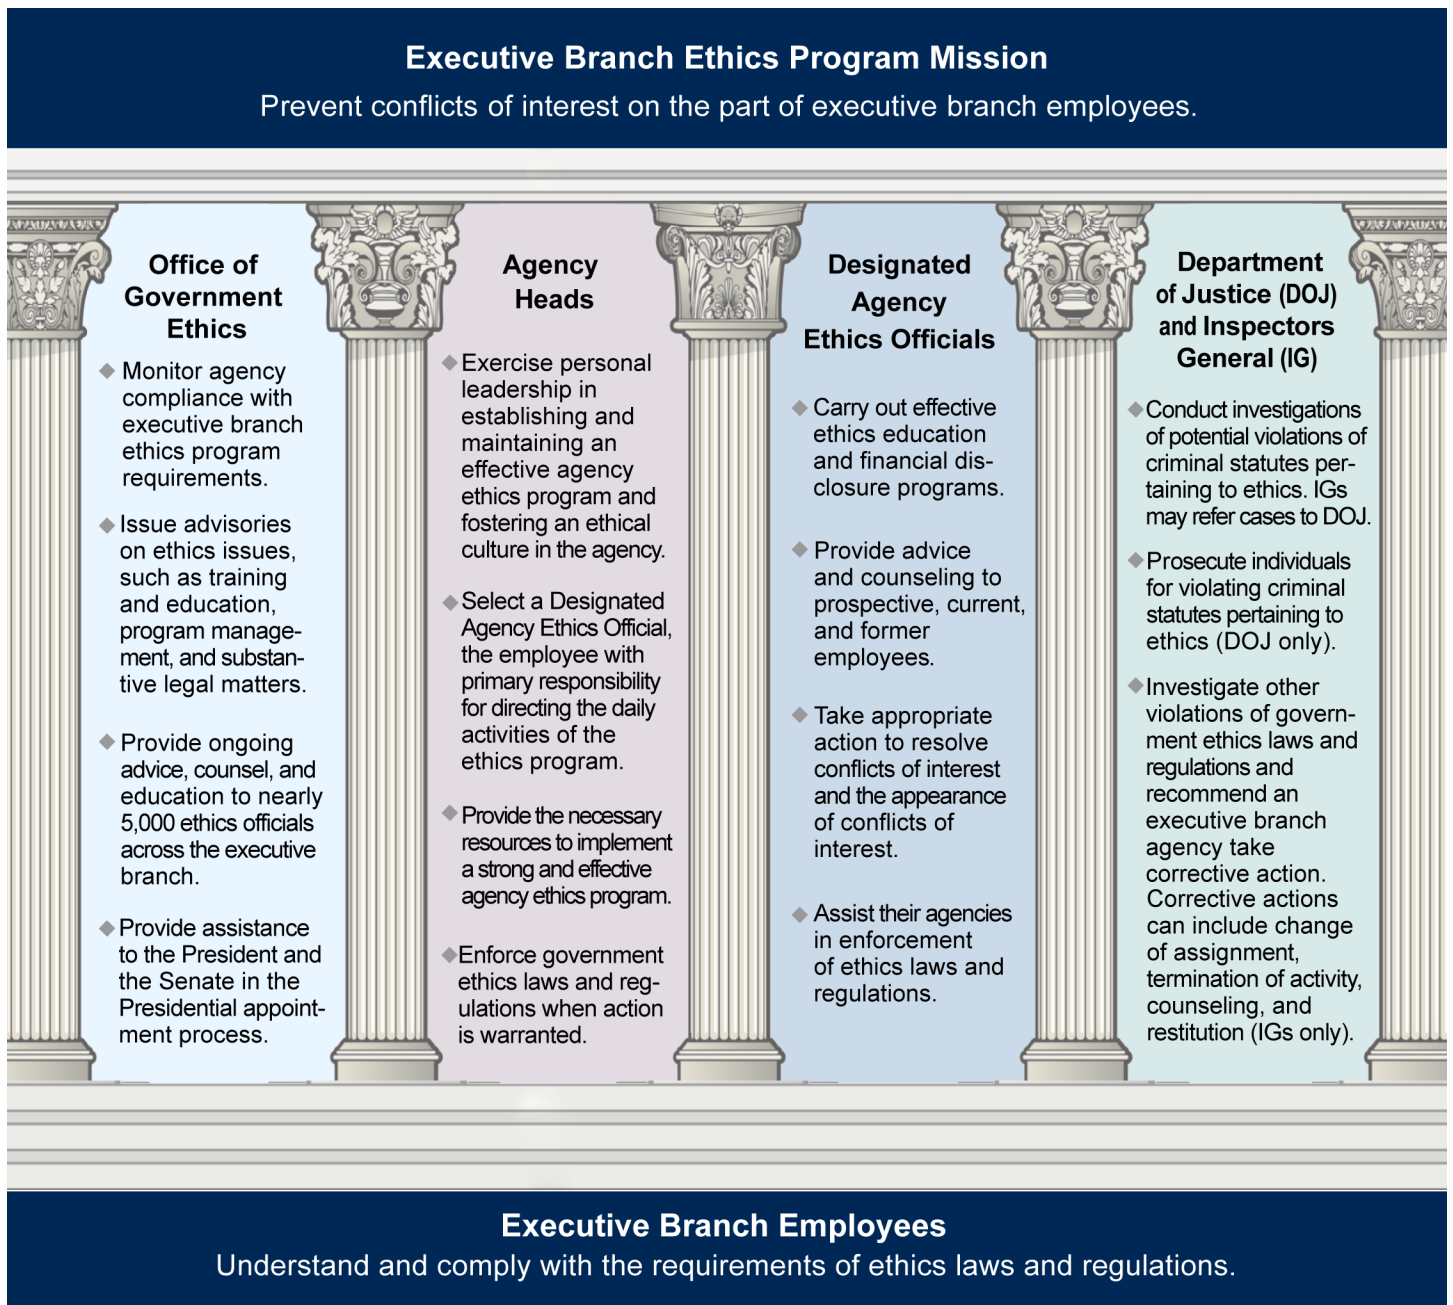 Executive Branch Ethics Program Mission
Prevent conflicts of interest on the part of executive branch employees.
Office of
Government
Ethics
Monitor agency
compliance with
executive branch
ethics program
requirements.
Issue advisories
on ethics issues,
such as training
and education,
program manage-
ment, and substan-
tive legal matters.
Provide ongoing
advice, counsel, and
education to nearly
5,000 ethics officials
across the executive
branch.
Provide assistance
to the President and
the Senate in the
Presidential appoint-
ment process.
Agency
Heads
Exercise personal
leadership in
establishing and
maintaining an
effective agency
ethics program and
fostering an ethical
culture in the agency.
Select a Designated
Agency Ethics Official,
the employee with
primary responsibility
for directing the daily
activities of the
ethics program.
Provide the necessary
resources to implement
a strong and effective
agency ethics program.
Enforce government
ethics laws and reg-
ulations when action
is warranted.
Designated
Agency
Ethics Officials
Carry out effective
ethics education
and financial dis-
closure programs.
Provide advice
and counseling to
prospective, current,
and former
employees.
Take appropriate
action to resolve
conflicts of interest
and the appearance
of conflicts of
interest.
Assist their agencies
in enforcement
of ethics laws and
regulations.
Department
of Justice (DOJ)
and Inspectors
General (IG)
Conduct investigations
of potential violations of
criminal statutes per-
taining to ethics. IGs
may refer cases to DOJ.
Prosecute individuals
for violating criminal
statutes pertaining to
ethics (DOJ only).
Investigate other
violations of govern-
ment ethics laws and
regulations and
recommend an
executive branch
agency take
corrective action.
Corrective actions
can include change
of assignment,
termination of activity,
counseling, and
restitution (IGs only).
Executive Branch Employees
Understand and comply with the requirements of ethics laws and regulations.